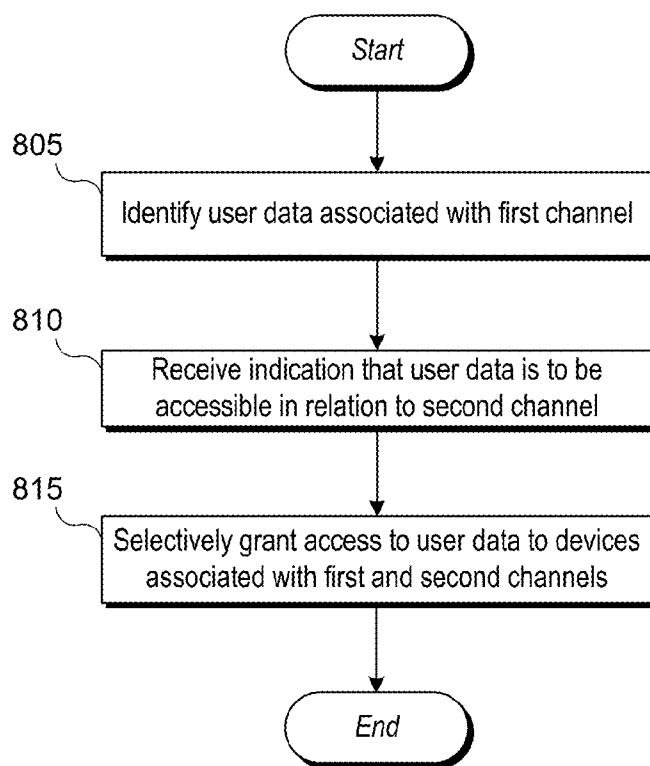 Start
805
Identify user data associated with first channel
810
Receive indication that user data is to be
accessible in relation to second channel
815
Selectively grant access to user data to devices
associated with first and second channels
End